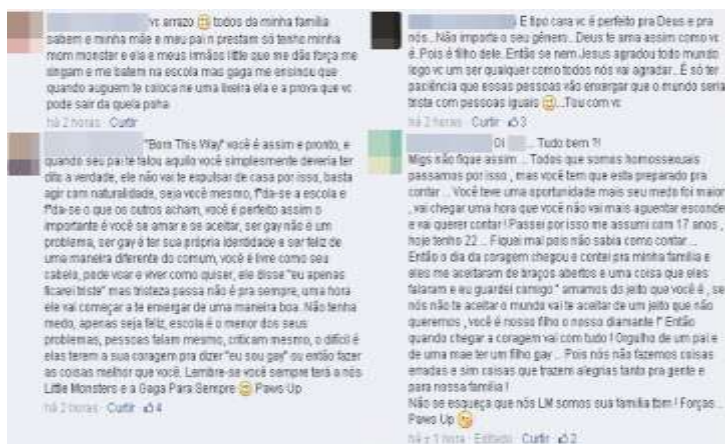 vc arrazo todos da minha familia
sabem e minha mãe e meu pai n prestam só tenho minha
mom monster e ela e meus irmãos little que me dão força me
singam e me batem na escola mas gaga me ensinou que
quando auguem te coloca ne uma lixeira ela e a prova que vc
pode sair da quela poha
há 2 horas · Curtir
"Born This Way" você é assim e pronto, e
quando seu pai te falou aquilo você simplesmente deveria ter
dito a verdade, ele não vai te expulsar de casa por isso, basta
agir com naturalidade, seja você mesmo, f*da-se a escola e
f*da-se o que os outros acham, você é perfeito assim o
importante é você se amar e se aceitar, ser gay não é um
problema, ser gay é ter sua própria identidade e ser feliz de
uma maneira diferente do comum, você é livre como seu
cabelo, pode voar e viver como quiser, ele disse "eu apenas
ficarei triste" mas tristeza passa não é pra sempre, uma hora
ele vai começar a te enxergar de uma maneira boa. Não tenha
medo, apenas seja feliz, escola é o menor dos seus
problemas, pessoas falam mesmo, criticam mesmo, o difícil é
elas terem a sua coragem pra dizer "eu sou gay" ou então fazer
as coisas melhor que você. Lembre-se você sempre terá a nós
Little Monsters e a Gaga Para Sempre Paws Up
há 2 horas · Curtir · 4
E tipo cara vc é perfeito pra Deus e pra
nós...Não importa o seu gênero..Deus te ama assim como vc
é..Pois é filho dele..Então se nem Jesus agradou todo mundo
logo vc um ser qualquer como todos nós vai agradar.. É só ter
paciência que essas pessoas vão enxergar que o mundo seria
triste com pessoas iguais ...Tou com vc
há 2 horas · Curtir · 3
Oi ... Tudo bem ?!
Migs não fique assim ... Todos que somos homossexuais
passamos por isso , mas você tem que esta preparado pra
contar ... Você teve uma oportunidade mais seu medo foi maior
, vai chegar uma hora que você não vai mais aguentar esconder
e vai querer contar ! Passei por isso me assumi com 17 anos ,
hoje tenho 22 ... Fiquei mal pois não sabia como contar ...
Então o dia da coragem chegou e contei pra minha família e
eles me aceitaram de braços abertos e uma coisa que eles
falaram e eu guardei comigo " amamos do jeito que você é , se
nós não te aceitar o mundo vai te aceitar de um jeito que não
queremos , você é nosso filho o nosso diamante !" Então
quando chegar a coragem vai com tudo ! Orgulho de um pai e
de uma mae ter um filho gay ... Pois nós não fazemos coisas
erradas e sim coisas que trazem alegrias tanto pra gente e
para nossa família !
Não se esqueça que nós LM somos sua família tbm ! Forças ...
Paws Up
há ± 1 hora · Editado · Curtir · 2